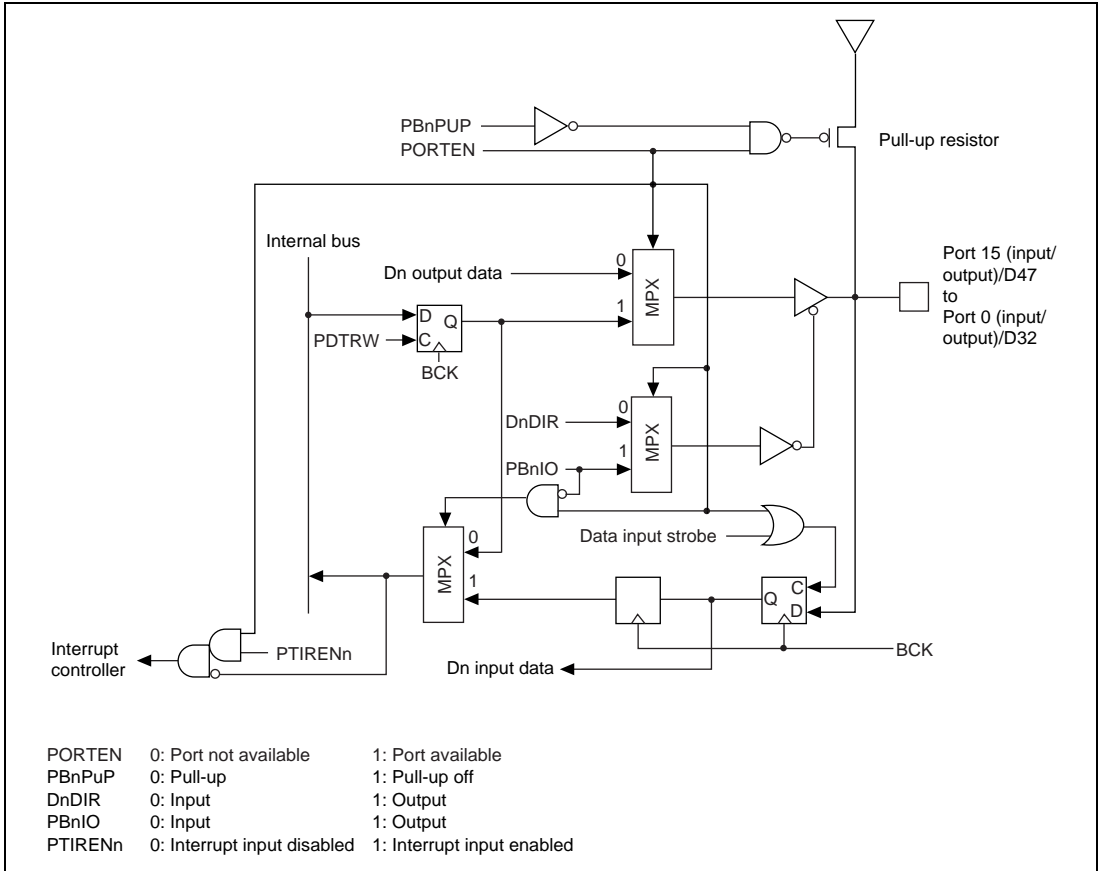 PBnPUP
PORTEN
Pull-up resistor
Internal bus
Dn output data
0
1
MPX
Port 15 (input/
output)/D47
to
Port 0 (input/
output)/D32
D
Q
C
PDTRW
BCK
DnDIR
0
1
MPX
PBnIO
Data input strobe
MPX
0
1
C
Q
D
Interrupt
controller
PTIRENn
Dn input data
BCK
PORTEN 0: Port not available 1: Port available
PBnPuP 0: Pull-up 1: Pull-up off
DnDIR 0: Input 1: Output
PBnIO 0: Input 1: Output
PTIRENn 0: Interrupt input disabled 1: Interrupt input enabled